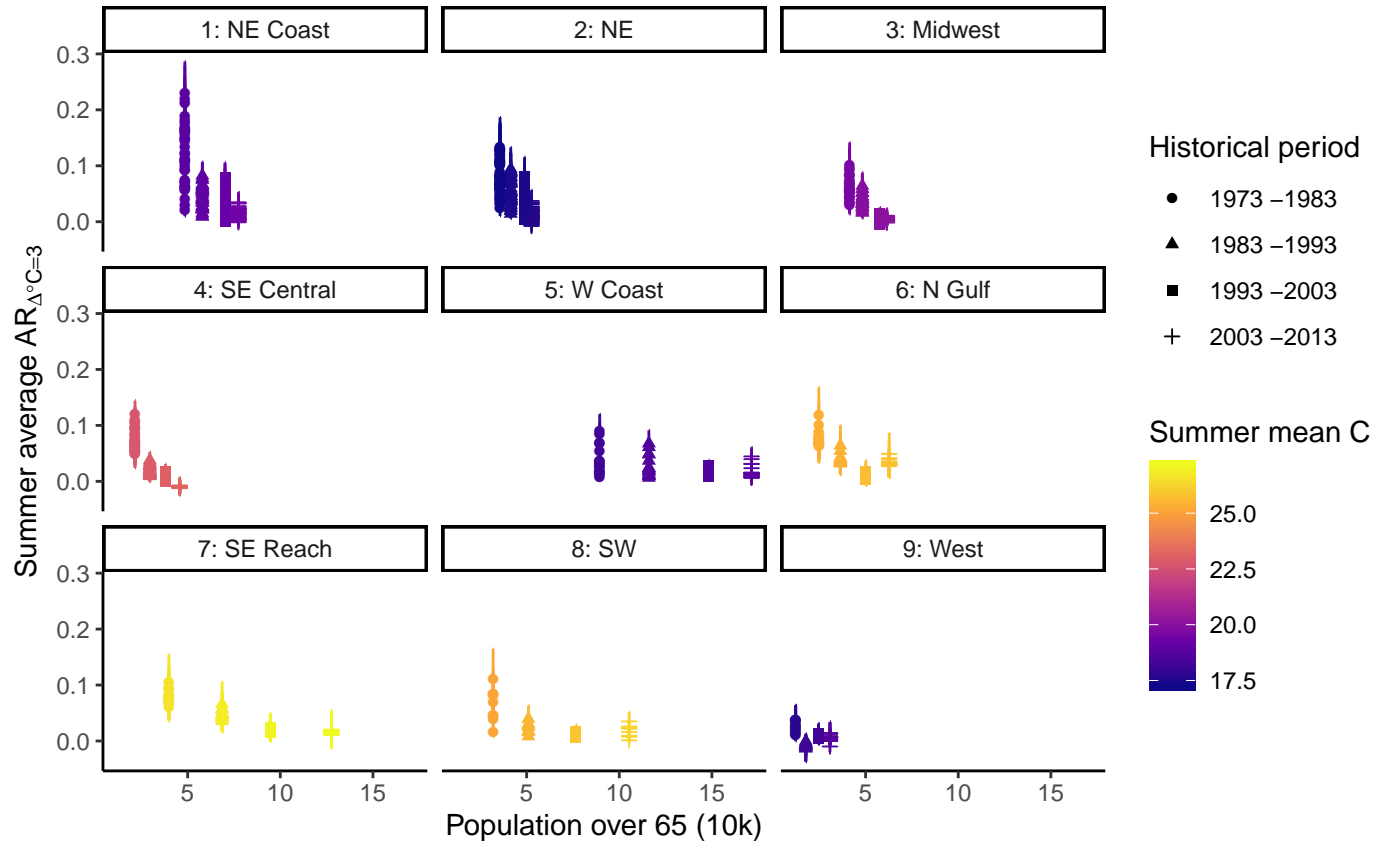 1: NE Coast
2: NE
3: Midwest
0.3
0.2
0.1
0.0
4: SE Central
5: W Coast
6: N Gulf
0.3
0.2
0.1
0.0
7: SE Reach
8: SW
9: West
0.3
0.2
0.1
0.0
5 10 15
5 10 15
5 10 15
Population over 65 (10k)
Summer average AR Δ°C=3
Historical period
1973 −1983
1983 −1993
1993 −2003
2003 −2013
Summer mean C
25.0
22.5
20.0
17.5